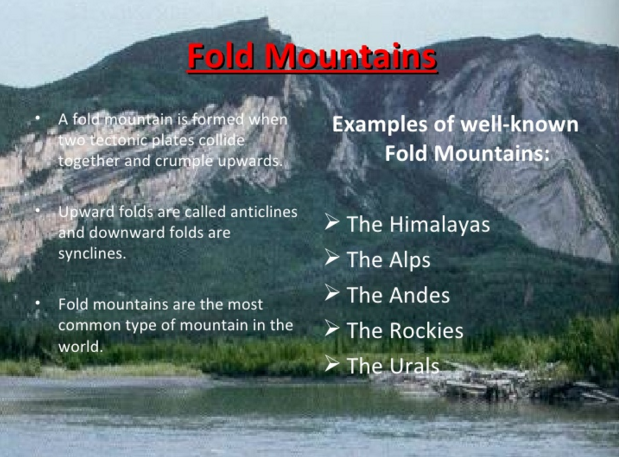 Fold Mountains
• A fold mountain is formed when
two tectonic plates collide
together and crumple upwards.
• Upward folds are called anticlines
and downward folds are
synclines.
• Fold mountains are the most
common type of mountain in the
world.
Examples of well-known
Fold Mountains:
➢ The Himalayas
➢ The Alps
➢ The Andes
➢ The Rockies
➢ The Urals